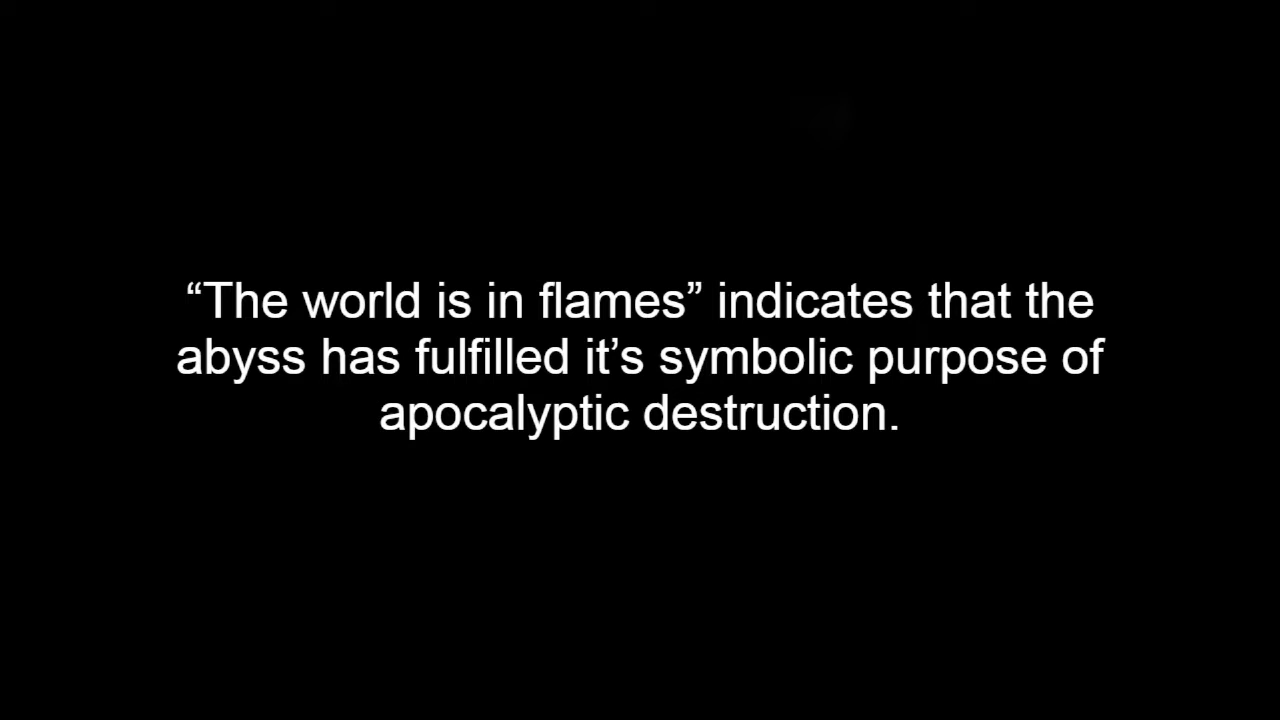 “The world is in flames” indicates that the
abyss has fulfilled it’s symbolic purpose of
apocalyptic destruction.